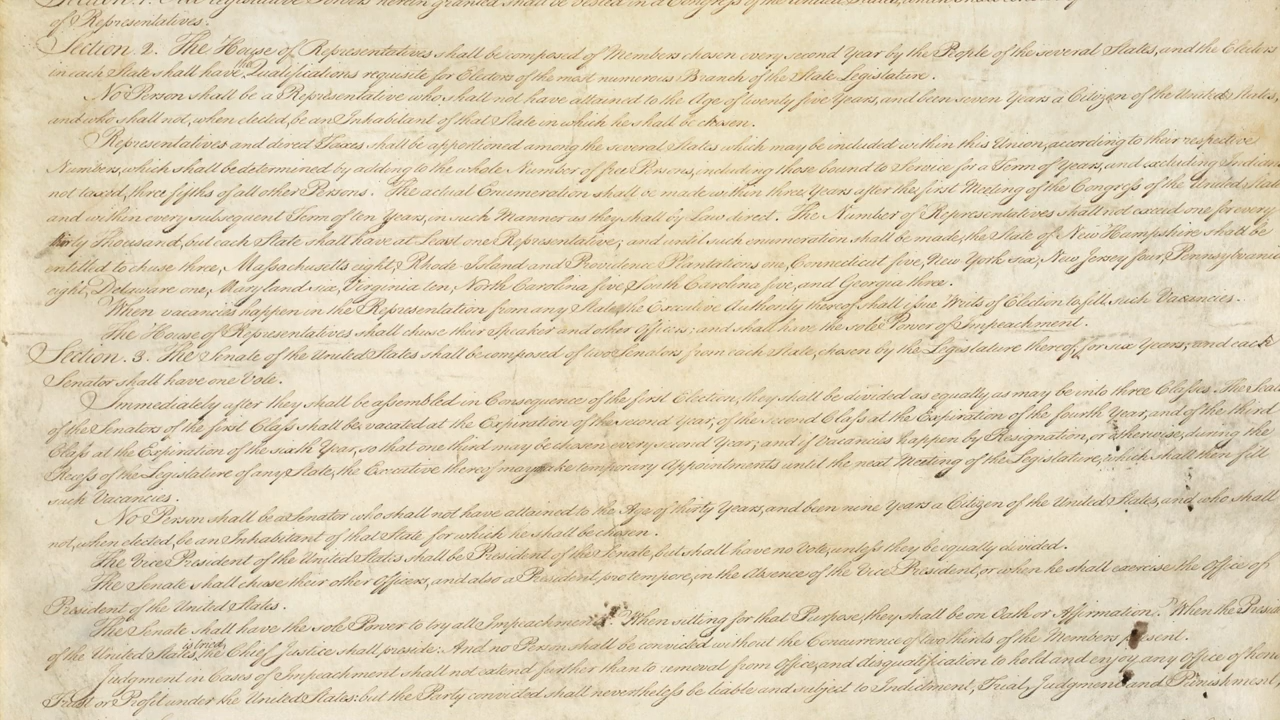 Section. 1. All legislative Powers herein granted shall be vested in a Congress of the United States, which shall
of Representatives.
Section. 2. The House of Representatives shall be composed of Members chosen every second Year by the People of the several States, and the Electors
in each State shall have the Qualifications requisite for Electors of the most numerous Branch of the State Legislature.
No Person shall be a Representative who shall not have attained to the Age of twenty five Years, and been seven Years a Citizen of the United States,
and who shall not, when elected, be an Inhabitant of that State in which he shall be chosen.
Representatives and direct Taxes shall be apportioned among the several States which may be included within this Union, according to their respective
Numbers, which shall be determined by adding to the whole Number of free Persons, including those bound to Service for a Term of Years, and excluding Indians
not taxed, three fifths of all other Persons. The actual Enumeration shall be made within three Years after the first Meeting of the Congress of the United States,
and within every subsequent Term of ten Years, in such Manner as they shall by Law direct. The Number of Representatives shall not exceed one for every
thirty Thousand, but each State shall have at Least one Representative; and until such enumeration shall be made, the State of New Hampshire shall be
entitled to chuse three, Massachusetts eight, Rhode-Island and Providence Plantations one, Connecticut five, New-York six, New Jersey four, Pennsylvania
eight, Delaware one, Maryland six, Virginia ten, North Carolina five, South Carolina five, and Georgia three.
When vacancies happen in the Representation from any State, the Executive Authority thereof shall issue Writs of Election to fill such Vacancies.
The House of Representatives shall chuse their Speaker and other Officers; and shall have the sole Power of Impeachment.
Section. 3. The Senate of the United States shall be composed of two Senators from each State, chosen by the Legislature thereof, for six Years; and each
Senator shall have one Vote.
Immediately after they shall be assembled in Consequence of the first Election, they shall be divided as equally as may be into three Classes. The Seats
of the Senators of the first Class shall be vacated at the Expiration of the second Year, of the second Class at the Expiration of the fourth Year, and of the third
Class at the Expiration of the sixth Year, so that one third may be chosen every second Year; and if Vacancies happen by Resignation, or otherwise, during the
Recess of the Legislature of any State, the Executive thereof may make temporary Appointments until the next Meeting of the Legislature, which shall then fill
such Vacancies.
No Person shall be a Senator who shall not have attained to the Age of thirty Years, and been nine Years a Citizen of the United States, and who shall
not, when elected, be an Inhabitant of that State for which he shall be chosen.
The Vice President of the United States shall be President of the Senate, but shall have no Vote, unless they be equally divided.
The Senate shall chuse their other Officers, and also a President pro tempore, in the Absence of the Vice President, or when he shall exercise the Office of
President of the United States.
The Senate shall have the sole Power to try all Impeachments. When sitting for that Purpose, they shall be on Oath or Affirmation. When the President
of the United States is tried, the Chief Justice shall preside: And no Person shall be convicted without the Concurrence of two thirds of the Members present.
Judgment in Cases of Impeachment shall not extend further than to removal from Office, and disqualification to hold and enjoy any Office of honor,
Trust or Profit under the United States: but the Party convicted shall nevertheless be liable and subject to Indictment, Trial, Judgment and Punishment,